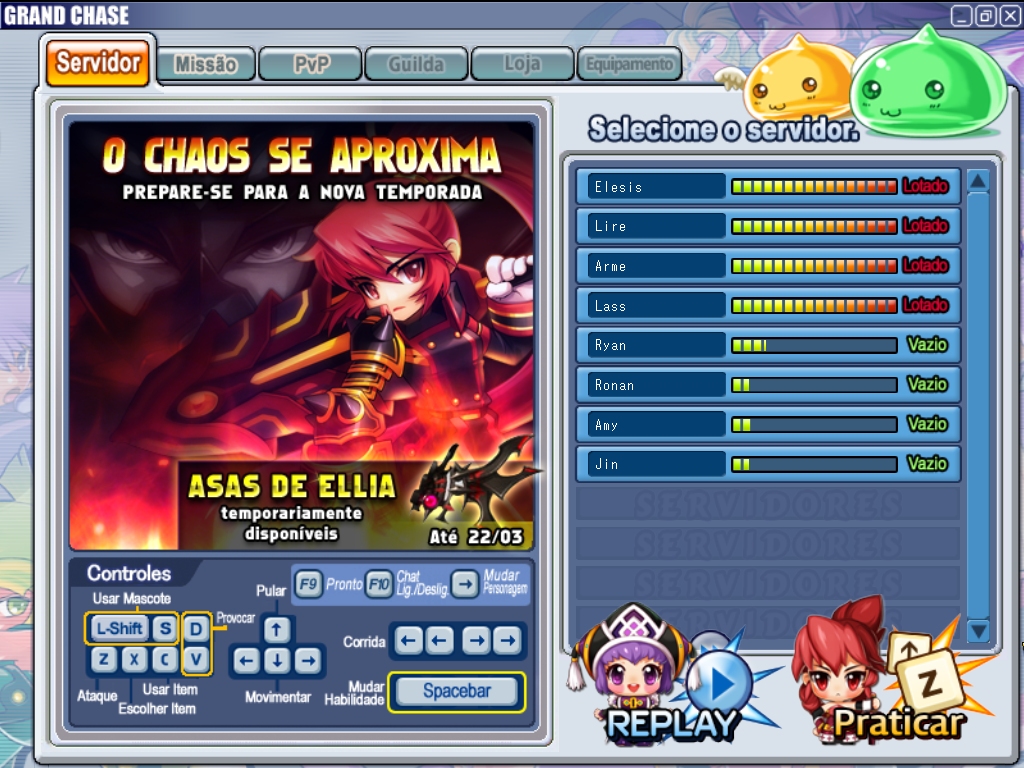 GRAND CHASE
Servidor
Missão
PvP
Guilda
Loja
Equipamento
O CHAOS SE APROXIMA
PREPARE-SE PARA A NOVA TEMPORADA
ASAS DE ELLIA
temporariamente
disponíveis
Até 22/03
Selecione o servidor.
Elesis Lotado
Lire Lotado
Arme Lotado
Lass Lotado
Ryan Vazio
Ronan Vazio
Amy Vazio
Jin Vazio
SERVIDORES
SERVIDORES
SERVIDORES
Controles
F9 Pronto F10 Chat
Lig./Deslig. → Mudar
Personagem
Usar Mascote
L-Shift S D
Provocar
Z X C V
Ataque
Usar Item
Escolher Item
Pular
↑
← ↓ →
Movimentar
Corrida ← ← → →
Mudar
Habilidade
Spacebar
REPLAY
↑
Z
Praticar